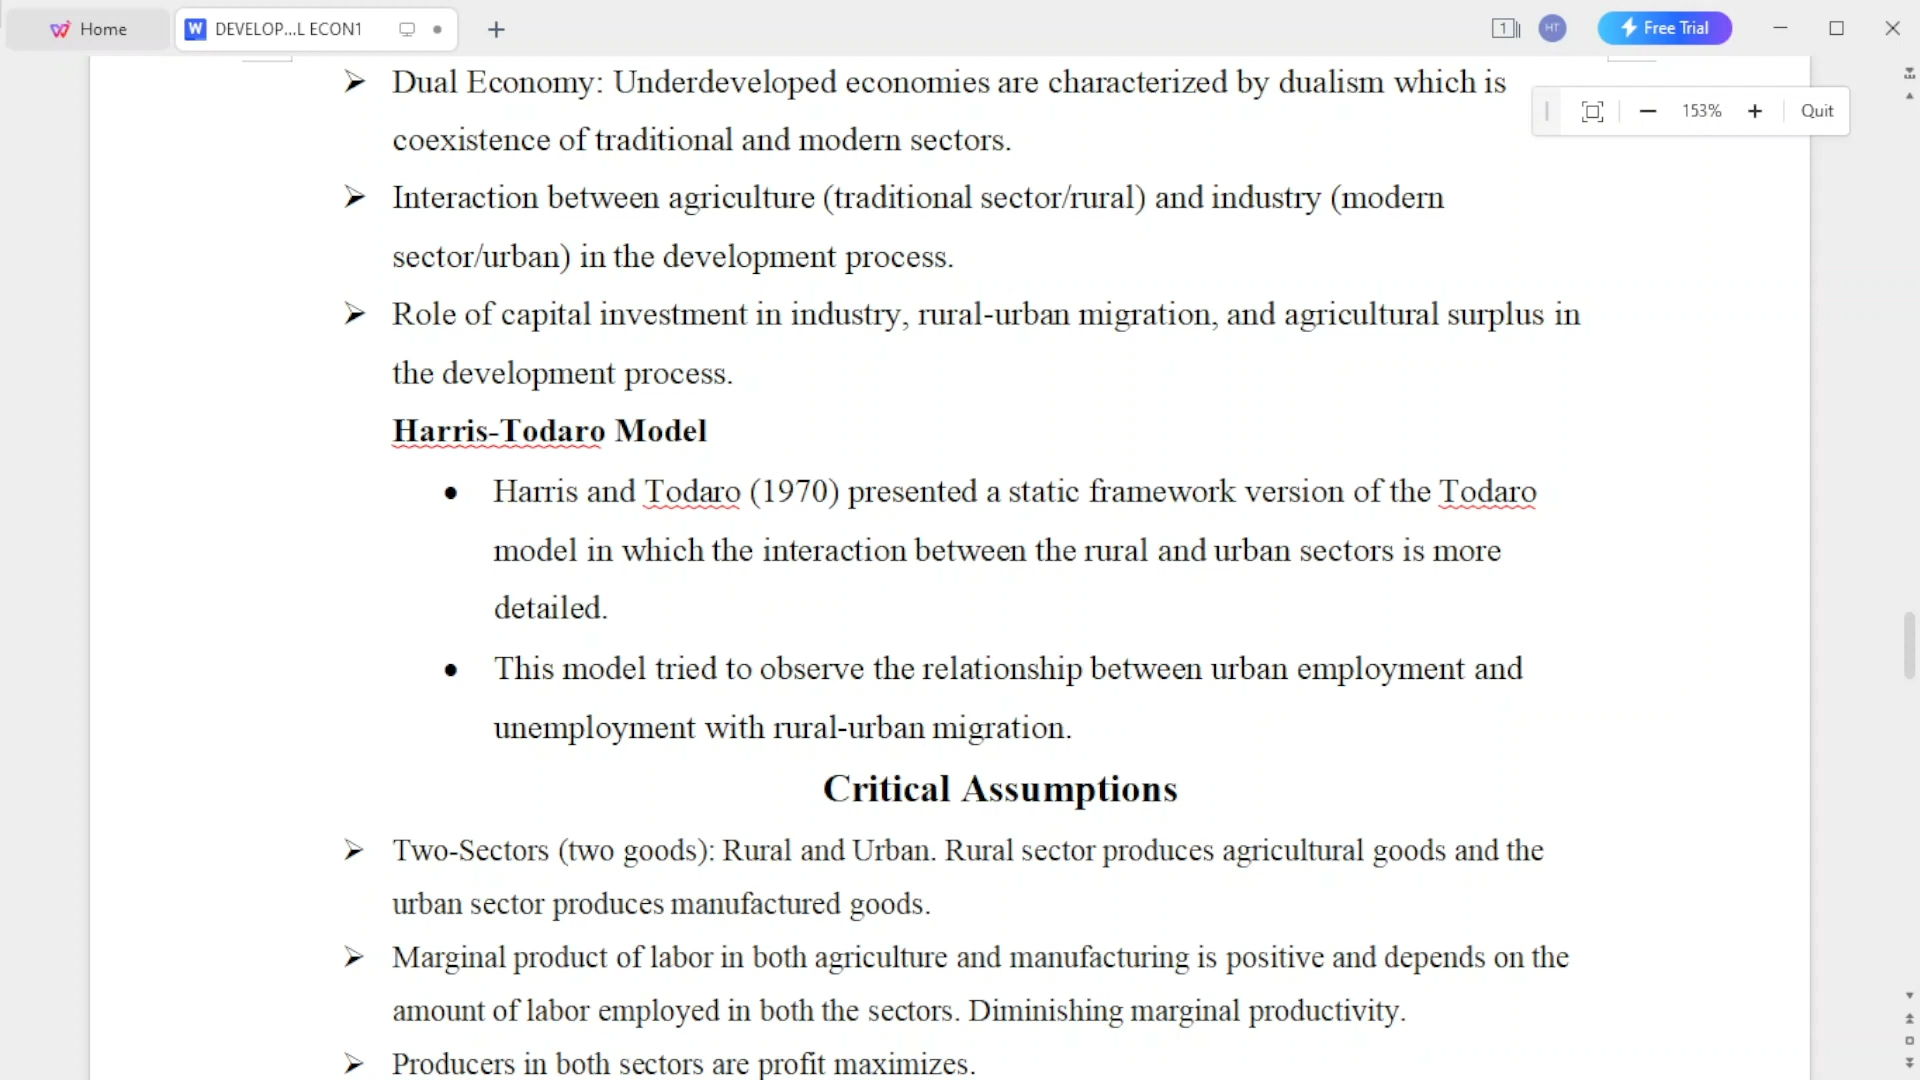 Home
W DEVELOP...L ECON1
1
HT
Free Trial
Dual Economy: Underdeveloped economies are characterized by dualism which is
153%
Quit
coexistence of traditional and modern sectors.
Interaction between agriculture (traditional sector/rural) and industry (modern
sector/urban) in the development process.
Role of capital investment in industry, rural-urban migration, and agricultural surplus in
the development process.
Harris-Todaro Model
Harris and Todaro (1970) presented a static framework version of the Todaro
model in which the interaction between the rural and urban sectors is more
detailed.
This model tried to observe the relationship between urban employment and
unemployment with rural-urban migration.
Critical Assumptions
Two-Sectors (two goods): Rural and Urban. Rural sector produces agricultural goods and the
urban sector produces manufactured goods.
Marginal product of labor in both agriculture and manufacturing is positive and depends on the
amount of labor employed in both the sectors. Diminishing marginal productivity.
Producers in both sectors are profit maximizes.